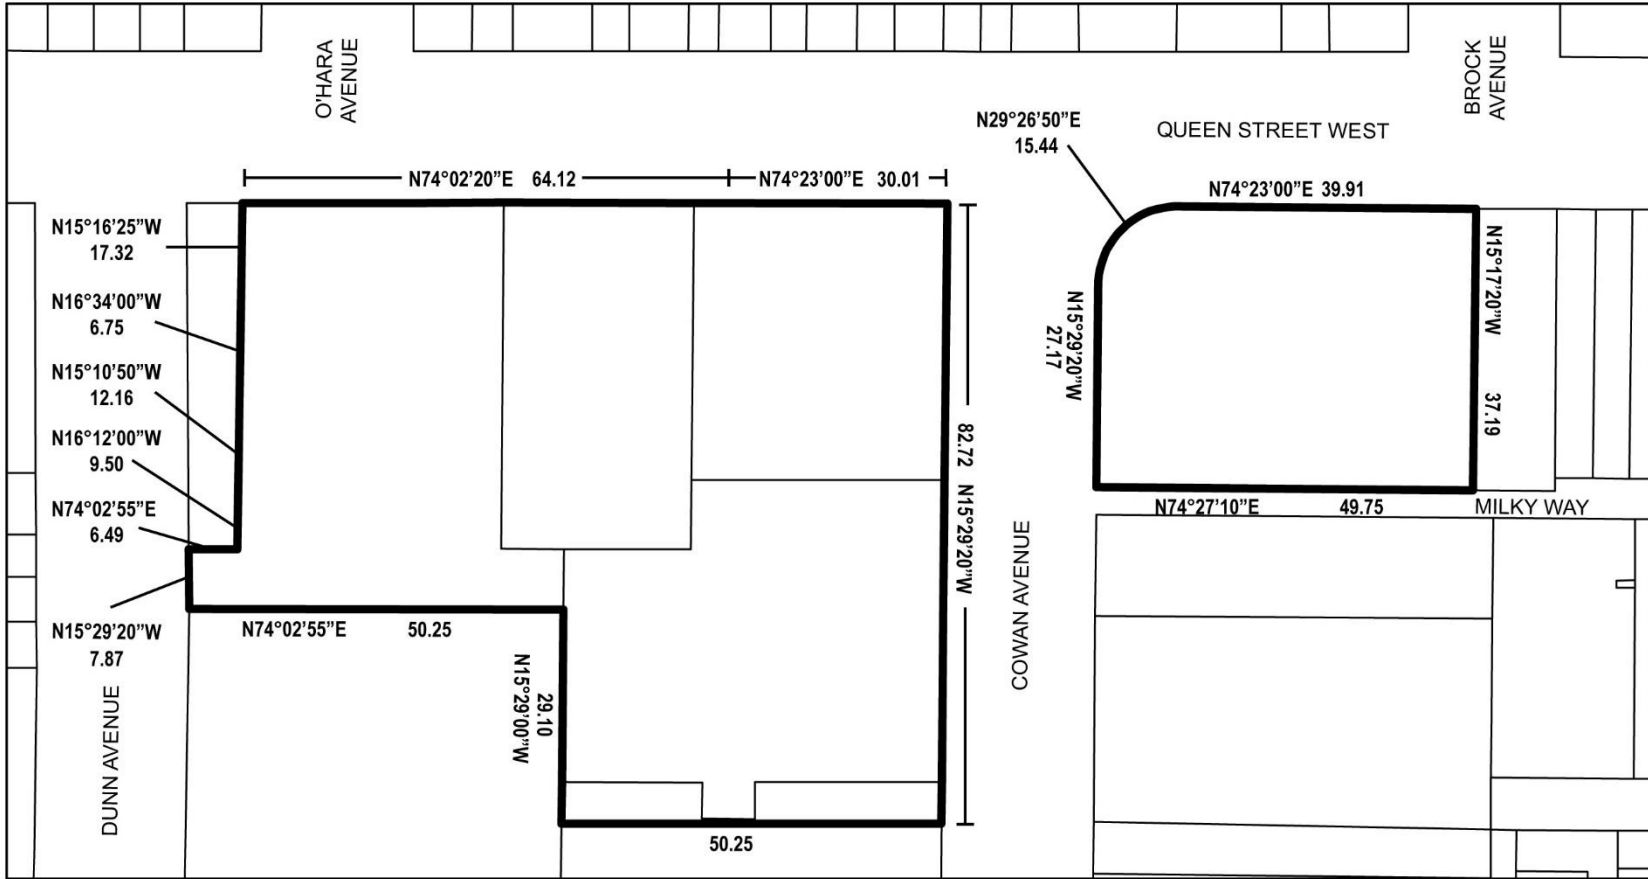 O'HARA
AVENUE
BROCK
AVENUE
N29°26'50”E
15.44
QUEEN STREET WEST
N74°02'20”E 64.12
N74°23'00”E 30.01
N74°23'00”E 39.91
N15°16'25”W
17.32
N16°34'00”W
6.75
N15°10'50”W
12.16
N16°12'00”W
9.50
N74°02'55”E
6.49
N15°29'20”W
7.87
N15°29'20”W
27.17
N15°17'20”W 37.19
82.72 N15°29'20”W
N74°27'10”E 49.75
MILKY WAY
COWAN AVENUE
N74°02'55”E 50.25
29.10
N15°29'00”W
DUNN AVENUE
50.25